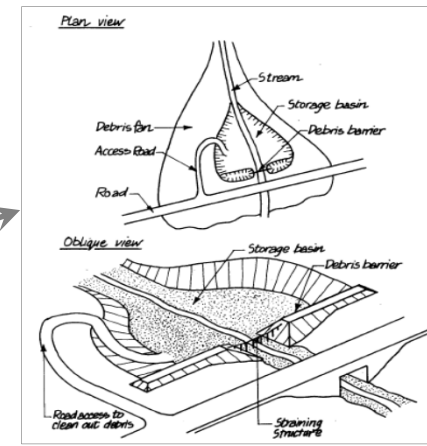 Plan view
Stream
Storage basin
Debris fan
Debris barrier
Access Road
Road
Oblique view
Storage basin
Debris barrier
Road access to
clean out debris
Straining
Structure